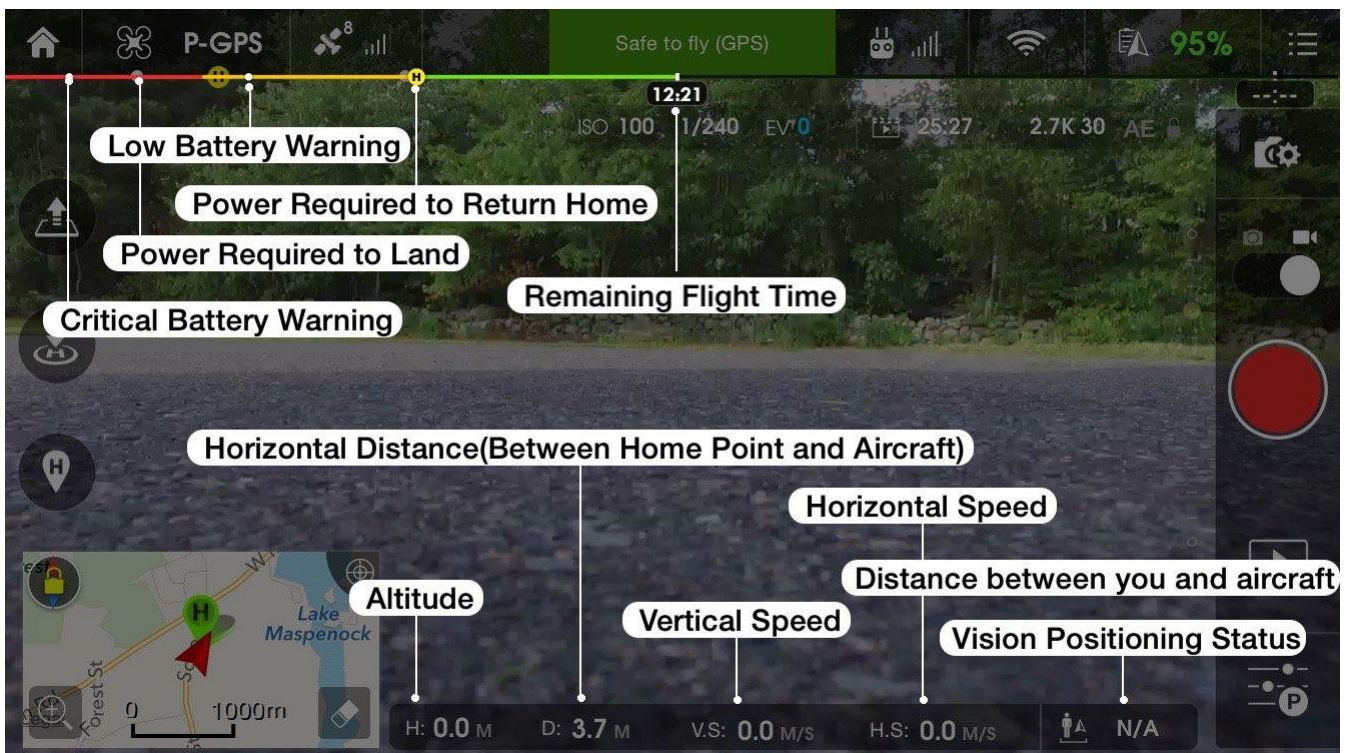 P-GPS 8 Safe to fly (GPS) 95%
H H
12:21 --:--
ISO 100 1/240 EV 0 25:27 2.7K 30 AE
Low Battery Warning
Power Required to Return Home
Power Required to Land
Remaining Flight Time
Critical Battery Warning
H
Horizontal Distance(Between Home Point and Aircraft)
H
Horizontal Speed
Distance between you and aircraft
Altitude
H
Lake
Maspenock
Vertical Speed
Vision Positioning Status
Forest St
0 1000m
P
H: 0.0 M D: 3.7 M V.S: 0.0 M/S H.S: 0.0 M/S N/A